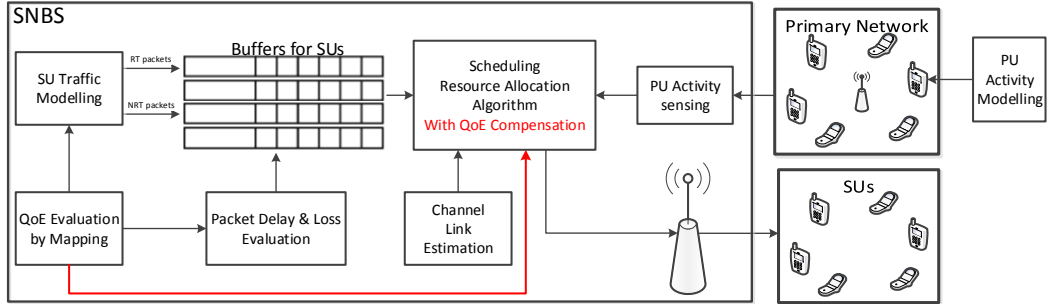 SNBS
SU Traffic
Modelling
RT packets
NRT packets
Buffers for SUs
Scheduling
Resource Allocation
Algorithm
With QoE Compensation
PU Activity
sensing
Primary Network
PU
Activity
Modelling
QoE Evaluation
by Mapping
Packet Delay & Loss
Evaluation
Channel
Link
Estimation
SUs